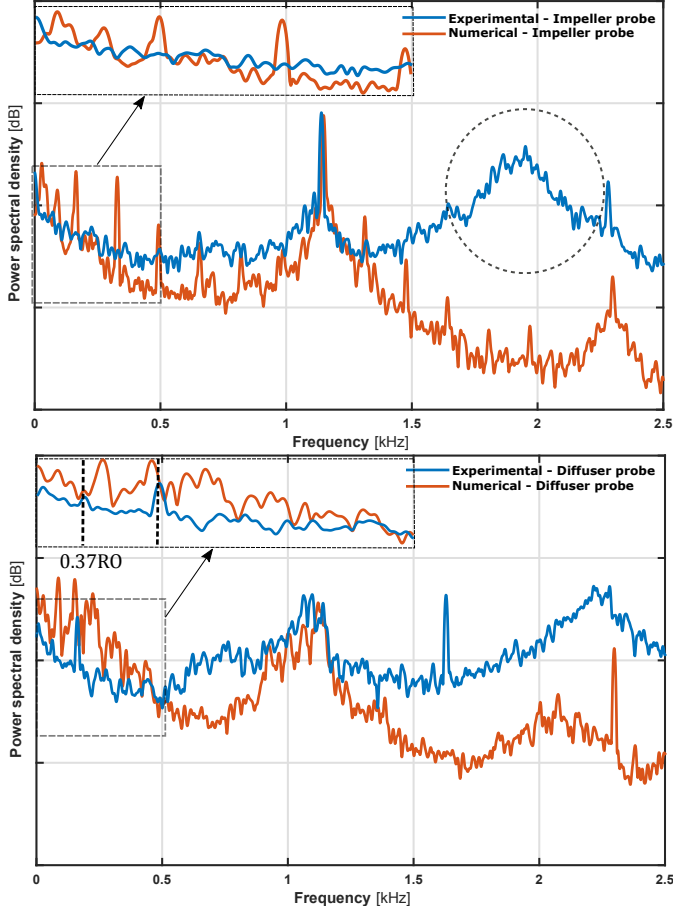 Experimental - Impeller probe
Numerical - Impeller probe
Power spectral density [dB]
0 0.5 1 1.5 2 2.5
Frequency [kHz]
Experimental - Diffuser probe
Numerical - Diffuser probe
0.37RO
Power spectral density [dB]
0 0.5 1 1.5 2 2.5
Frequency [kHz]